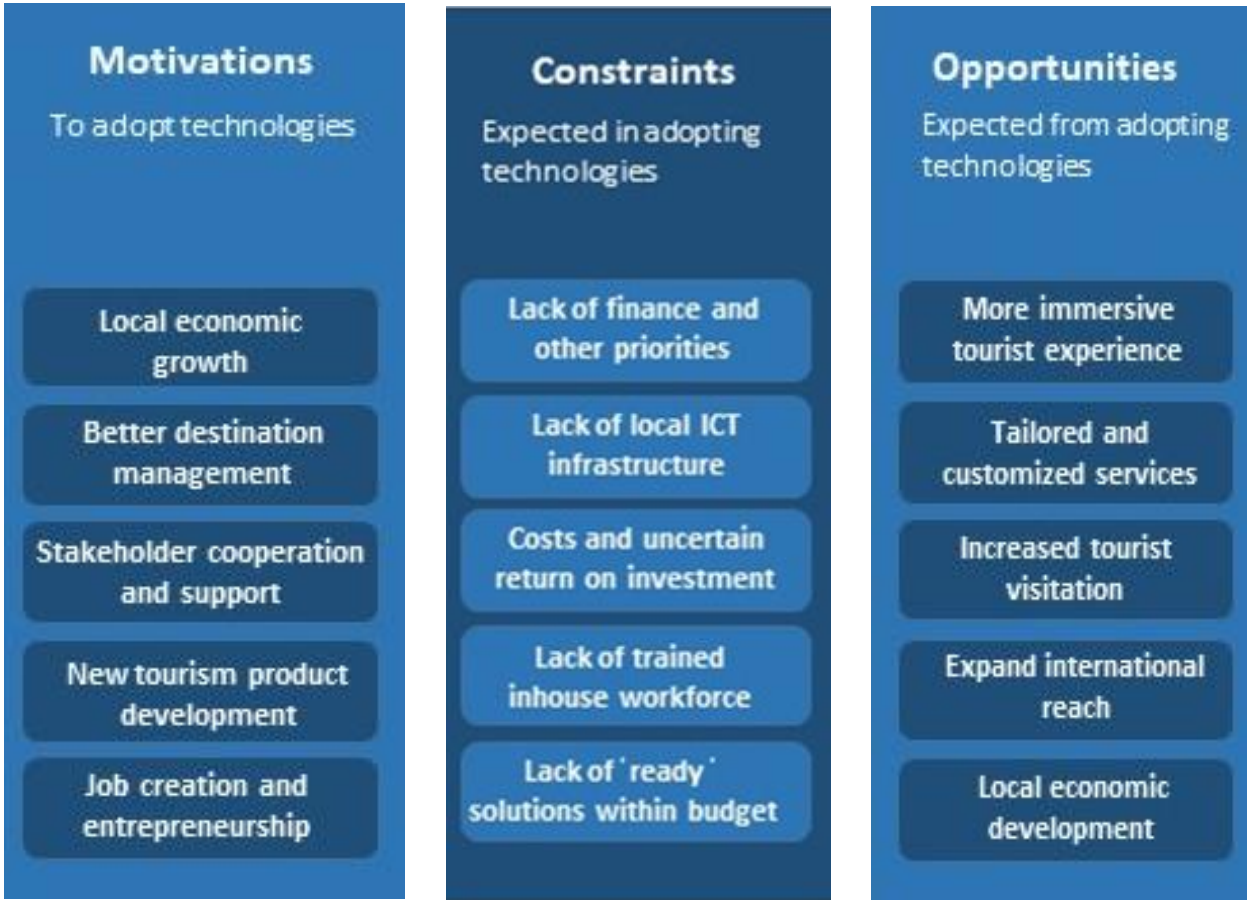 Motivations
To adopt technologies
Local economic
growth
Better destination
management
Stakeholder cooperation
and support
New tourism product
development
Job creation and
entrepreneurship
Constraints
Expected in adopting
technologies
Lack of finance and
other priorities
Lack of local ICT
infrastructure
Costs and uncertain
return on investment
Lack of trained
inhouse workforce
Lack of 'ready'
solutions within budget
Opportunities
Expected from adopting
technologies
More immersive
tourist experience
Tailored and
customized services
Increased tourist
visitation
Expand international
reach
Local economic
development